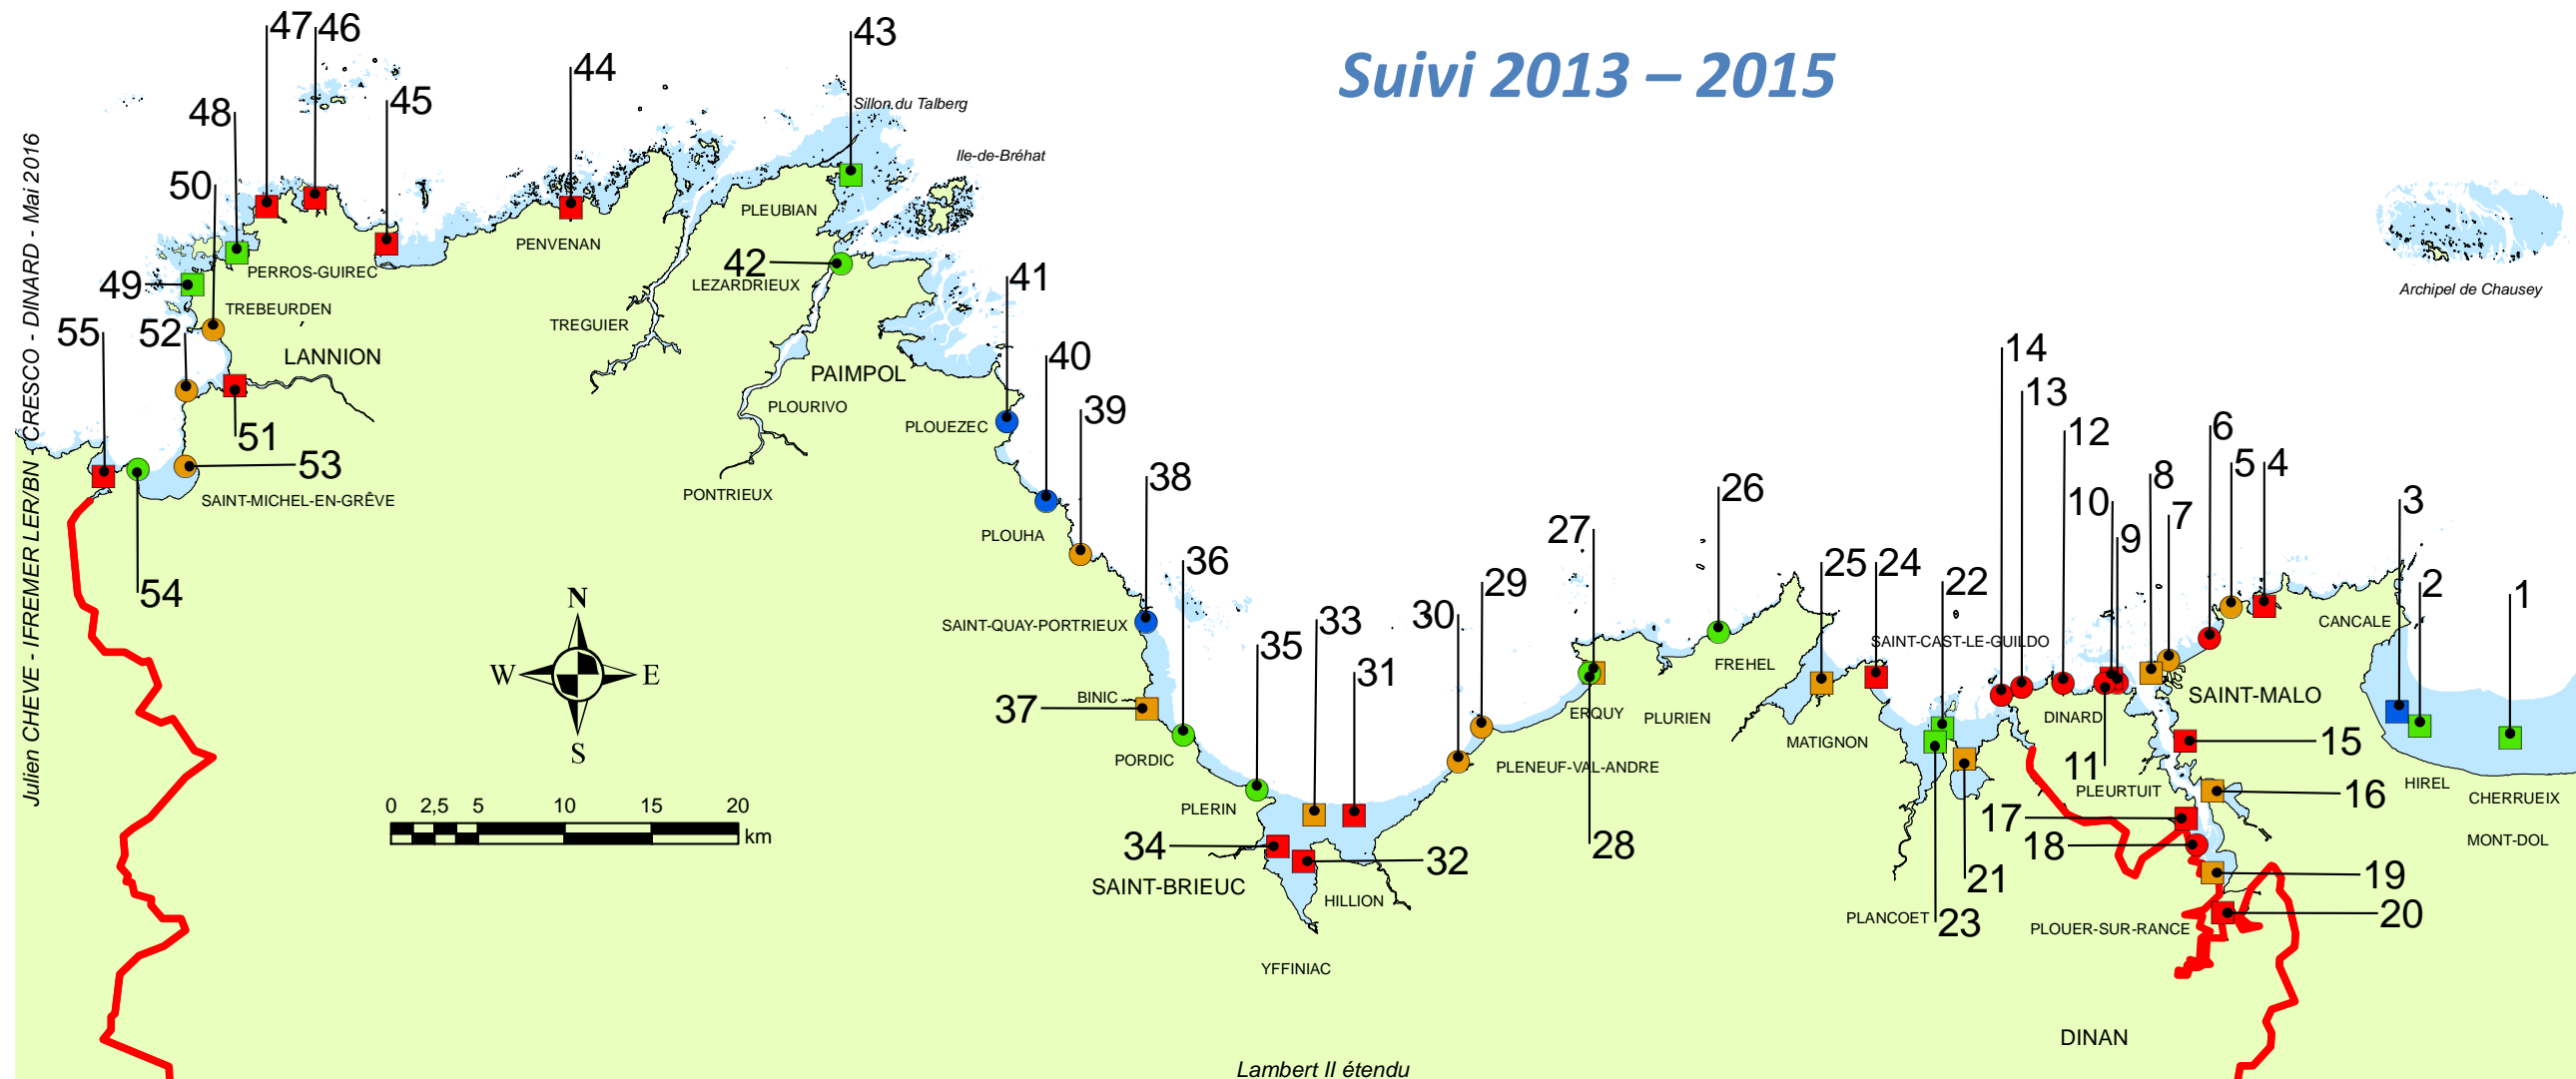 Suivi 2013 – 2015
47
46
43
44
45
48
Sillon du Talberg
Ile-de-Bréhat
50
PLEUBIAN
PENVENAN
42
41
PERROS-GUIREC
49
LEZARDRIEUX
Archipel de Chausey
TREBEURDEN
55
52
TREGUIER
LANNION
PAIMPOL
40
14
13
PLOURIVO
39
PLOUEZEC
12
6
51
53
5
4
38
8
SAINT-MICHEL-EN-GRÊVE
PONTRIEUX
26
10
3
7
PLOUHA
27
9
36
25
24
22
2
29
1
54
N
30
33
SAINT-QUAY-PORTRIEUX
CANCALE
SAINT-CAST-LE-GUILDO
35
FREHEL
W
E
31
BINIC
SAINT-MALO
37
ERQUY
PLURIEN
DINARD
S
MATIGNON
15
PORDIC
PLENEUF-VAL-ANDRE
11
HIREL
PLEURTUIT
16
CHERRUEIX
0 2,5 5 10 15 20
km
PLERIN
17
MONT-DOL
34
28
18
32
19
21
SAINT-BRIEUC
HILLION
20
PLANCOET
23
PLOUER-SUR-RANCE
YFFINIAC
DINAN
Lambert II étendu
Julien CHEVE - IFREMER LER/BN - CRESCO - DINARD - Mai 2016